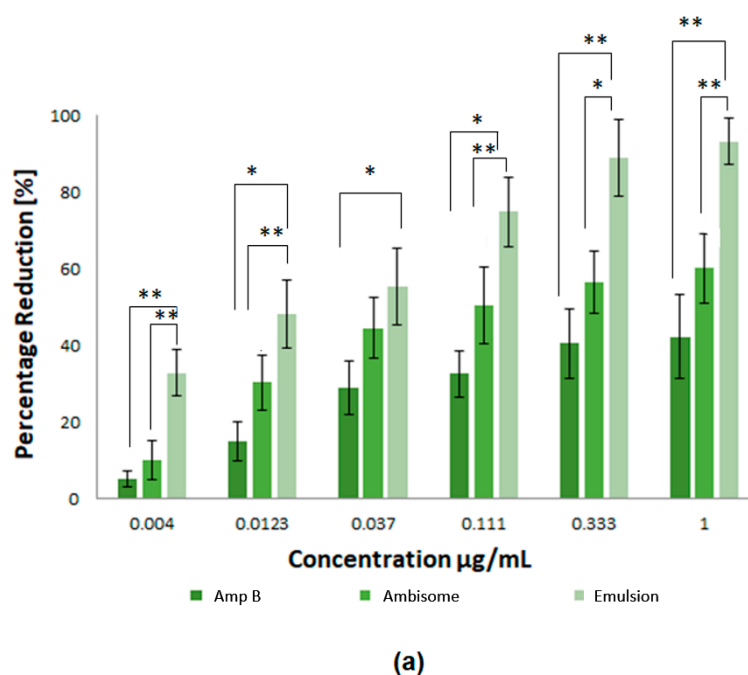 ** **
* **
100
* * **
80
** **
60
** **
40
20
0
0.004 0.0123 0.037 0.111 0.333 1
Percentage Reduction [%]
Concentration µg/mL
Amp B Ambisome Emulsion
(a)